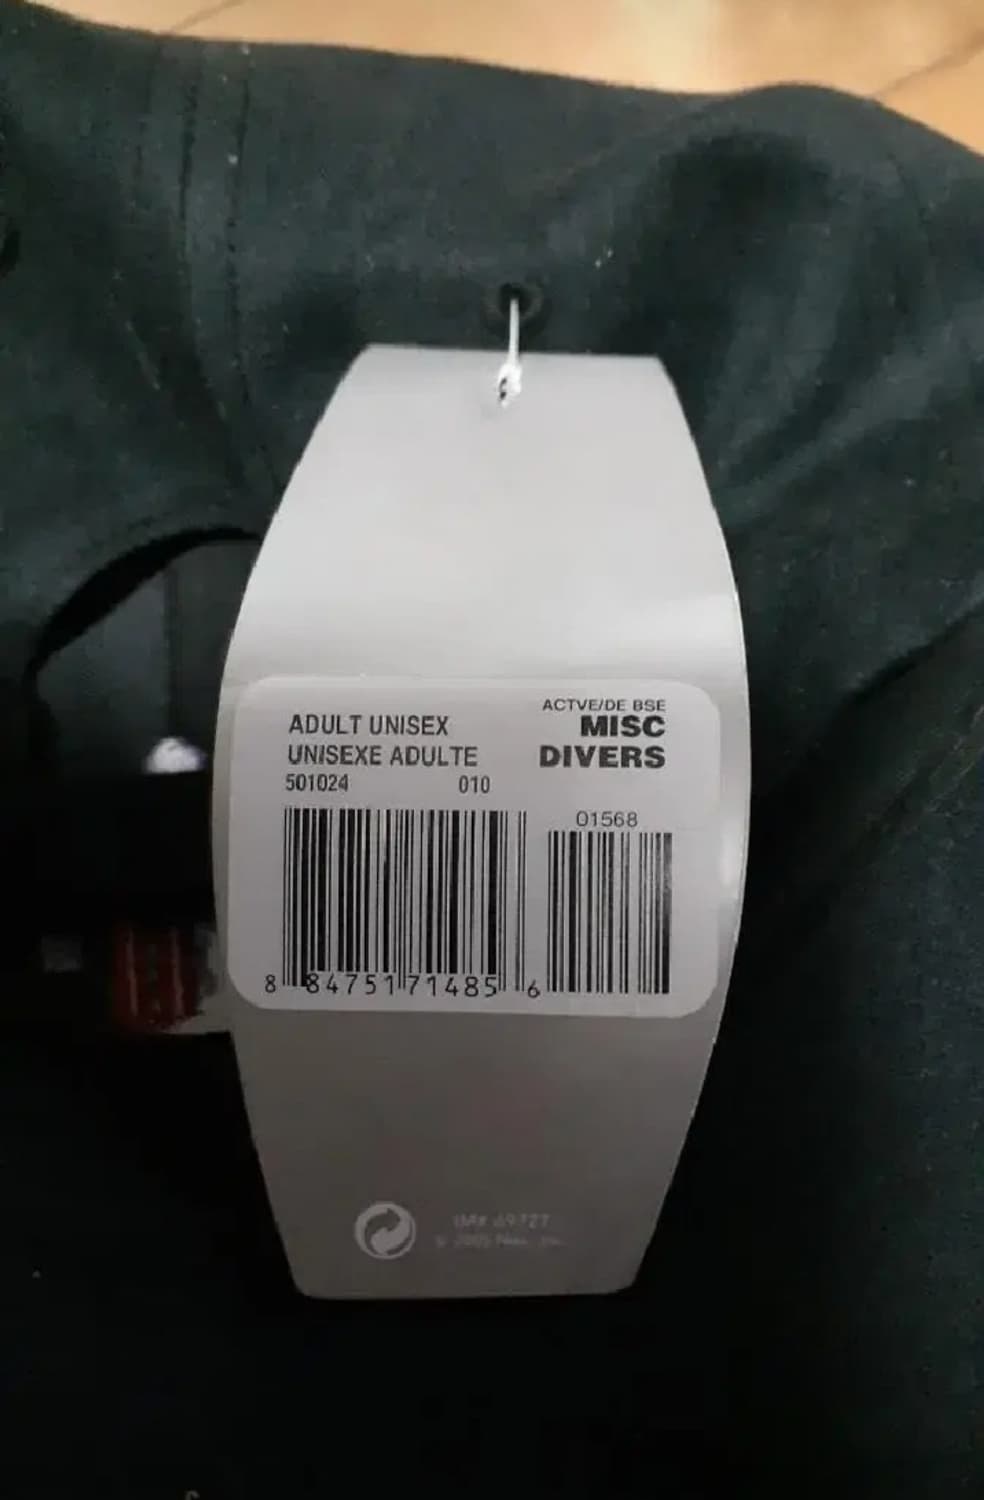 ADULT UNISEX
UNISEXE ADULTE
501024 010
ACTVE/DE BSE
MISC
DIVERS
01568
8 84751 71485 6